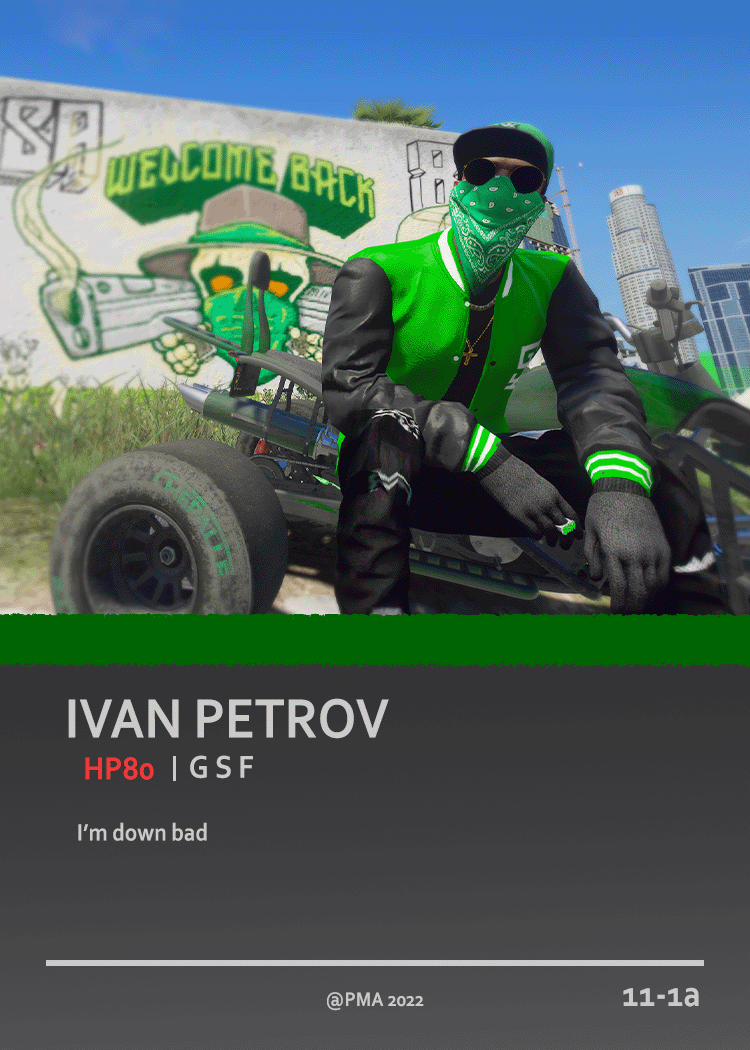 WELCOME BACK
IVAN PETROV
HP80 | G S F
I'm down bad
@PMA 2022
11-1a